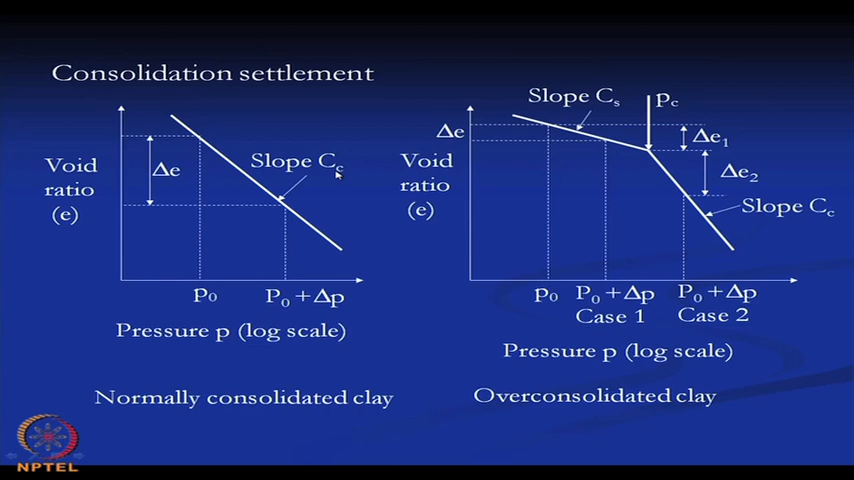 Consolidation settlement
Void
ratio
(e)
Δe
Slope Cc
p0
P0 + Δp
Pressure p (log scale)
Normally consolidated clay
Slope Cs
pc
Δe
Δe1
Void
ratio
(e)
Δe2
Slope Cc
p0
P0 + Δp
Case 1
P0 + Δp
Case 2
Pressure p (log scale)
Overconsolidated clay
NPTEL